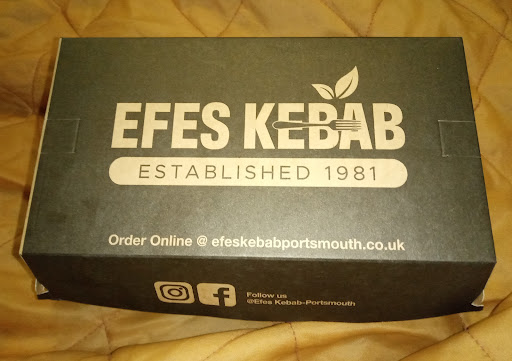 EFES KEBAB
ESTABLISHED 1981
Order Online @ efeskebabportsmouth.co.uk
Follow us
@Efes Kebab-Portsmouth